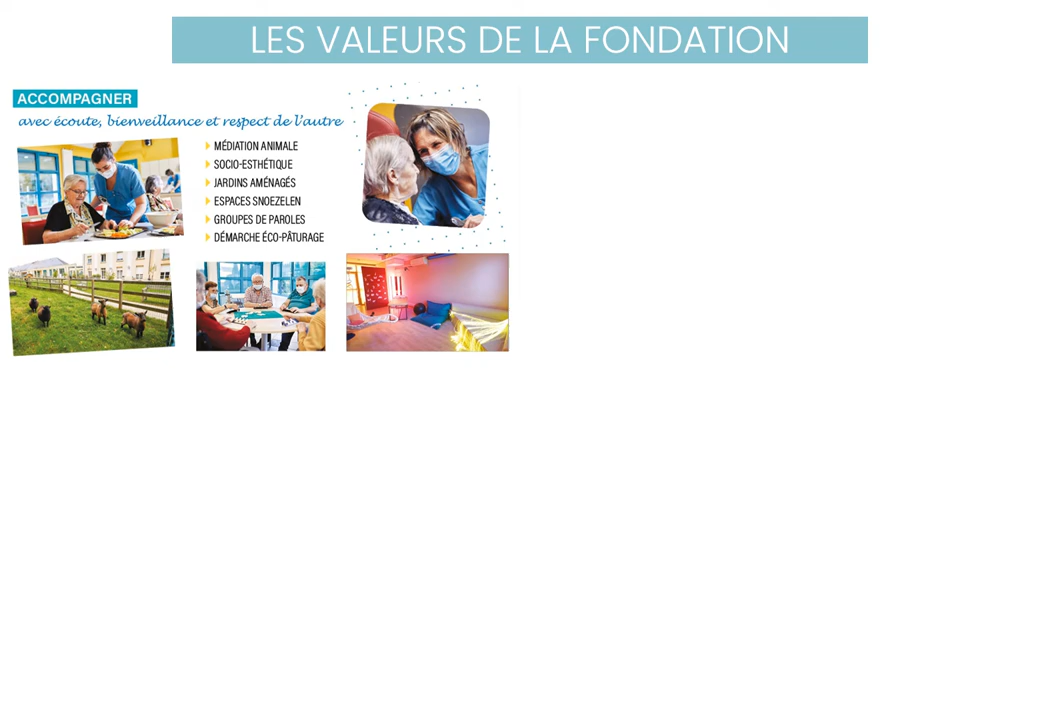 LES VALEURS DE LA FONDATION
ACCOMPAGNER
avec écoute, bienveillance et respect de l'autre
MÉDIATION ANIMALE
SOCIO-ESTHÉTIQUE
JARDINS AMÉNAGÉS
ESPACES SNOEZELEN
GROUPES DE PAROLES
DÉMARCHE ÉCO-PÂTURAGE